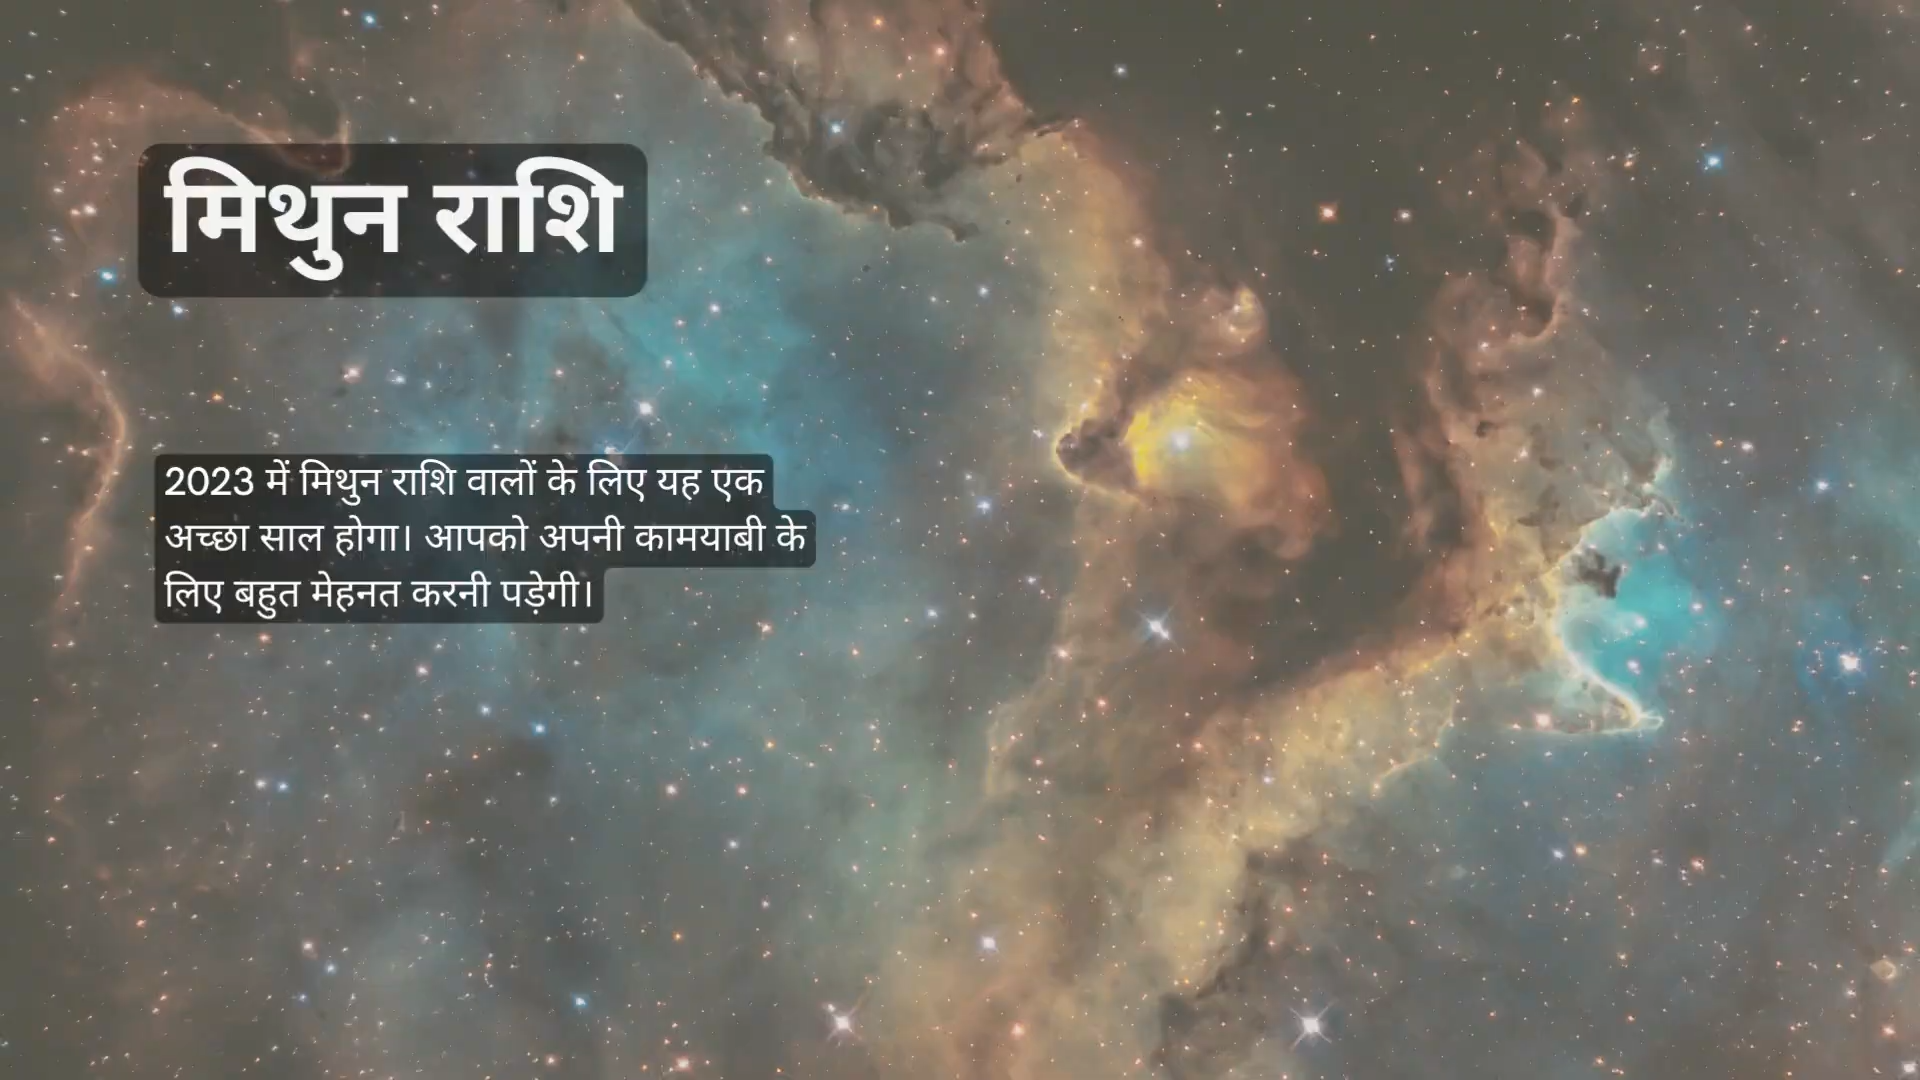 मिथुन राशि
2023 में मिथुन राशि वालों के लिए यह एक
अच्छा साल होगा। आपको अपनी कामयाबी के
लिए बहुत मेहनत करनी पड़ेगी।